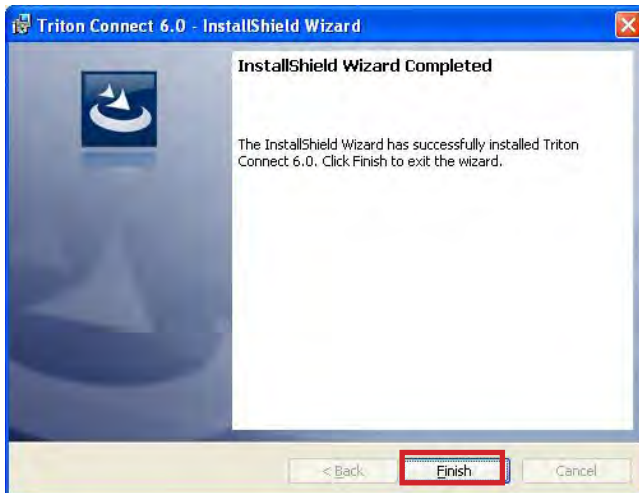 Triton Connect 6.0 - InstallShield Wizard
InstallShield Wizard Completed
The InstallShield Wizard has successfully installed Triton
Connect 6.0. Click Finish to exit the wizard.
< Back
Finish
Cancel